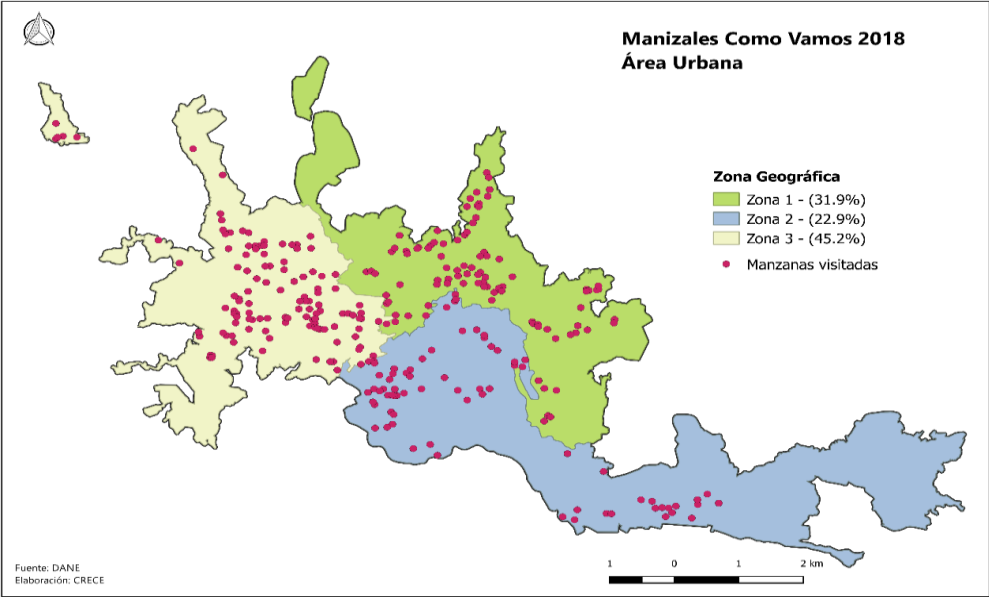 Manizales Como Vamos 2018
Área Urbana
Zona Geográfica
Zona 1 - (31.9%)
Zona 2 - (22.9%)
Zona 3 - (45.2%)
Manzanas visitadas
1 0 1 2 km
Fuente: DANE
Elaboración: CRECE